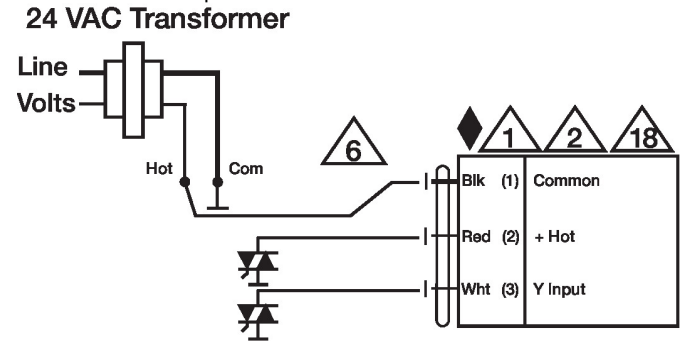 24 VAC Transformer
Line
Volts
Hot
Com
6
1
2
18
Blk (1) Common
Red (2) + Hot
Wht (3) Y Input